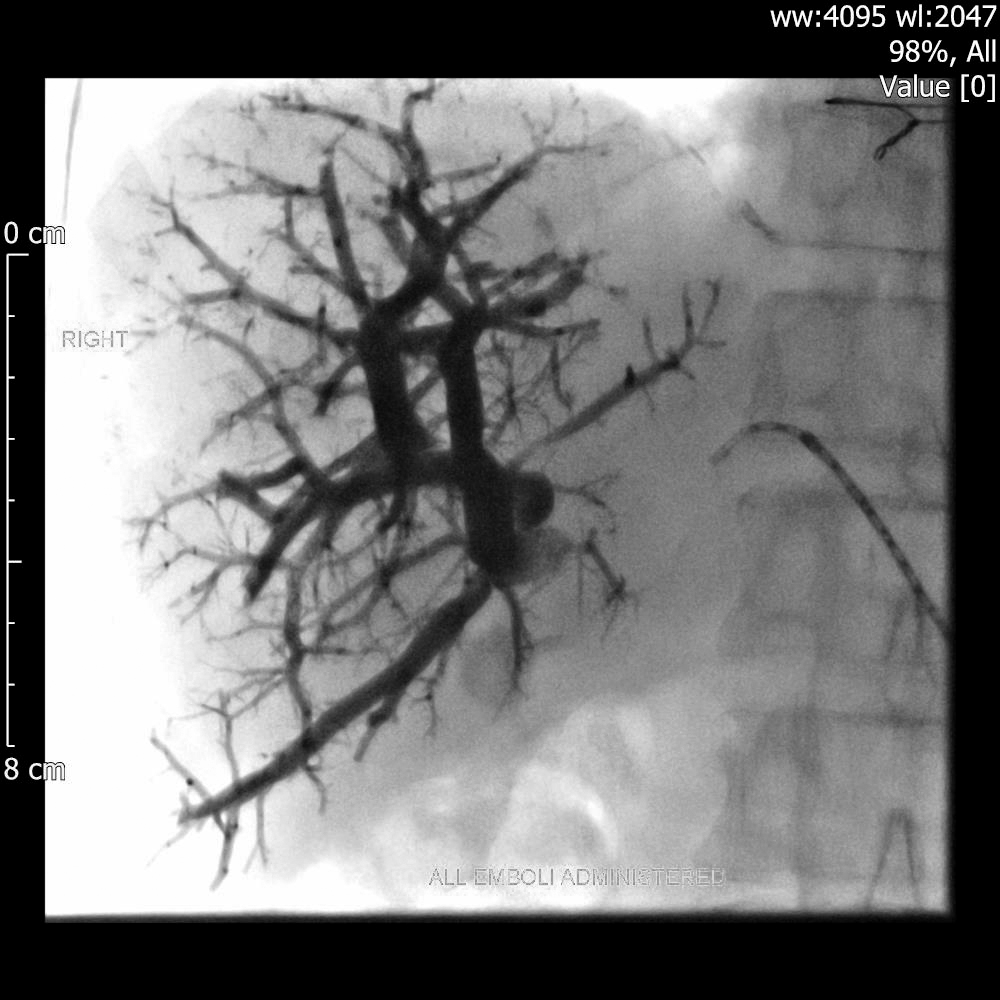 ww:4095 wl:2047
98%, All
Value [0]
0 cm
RIGHT
8 cm
ALL EMBOLI ADMINISTERED